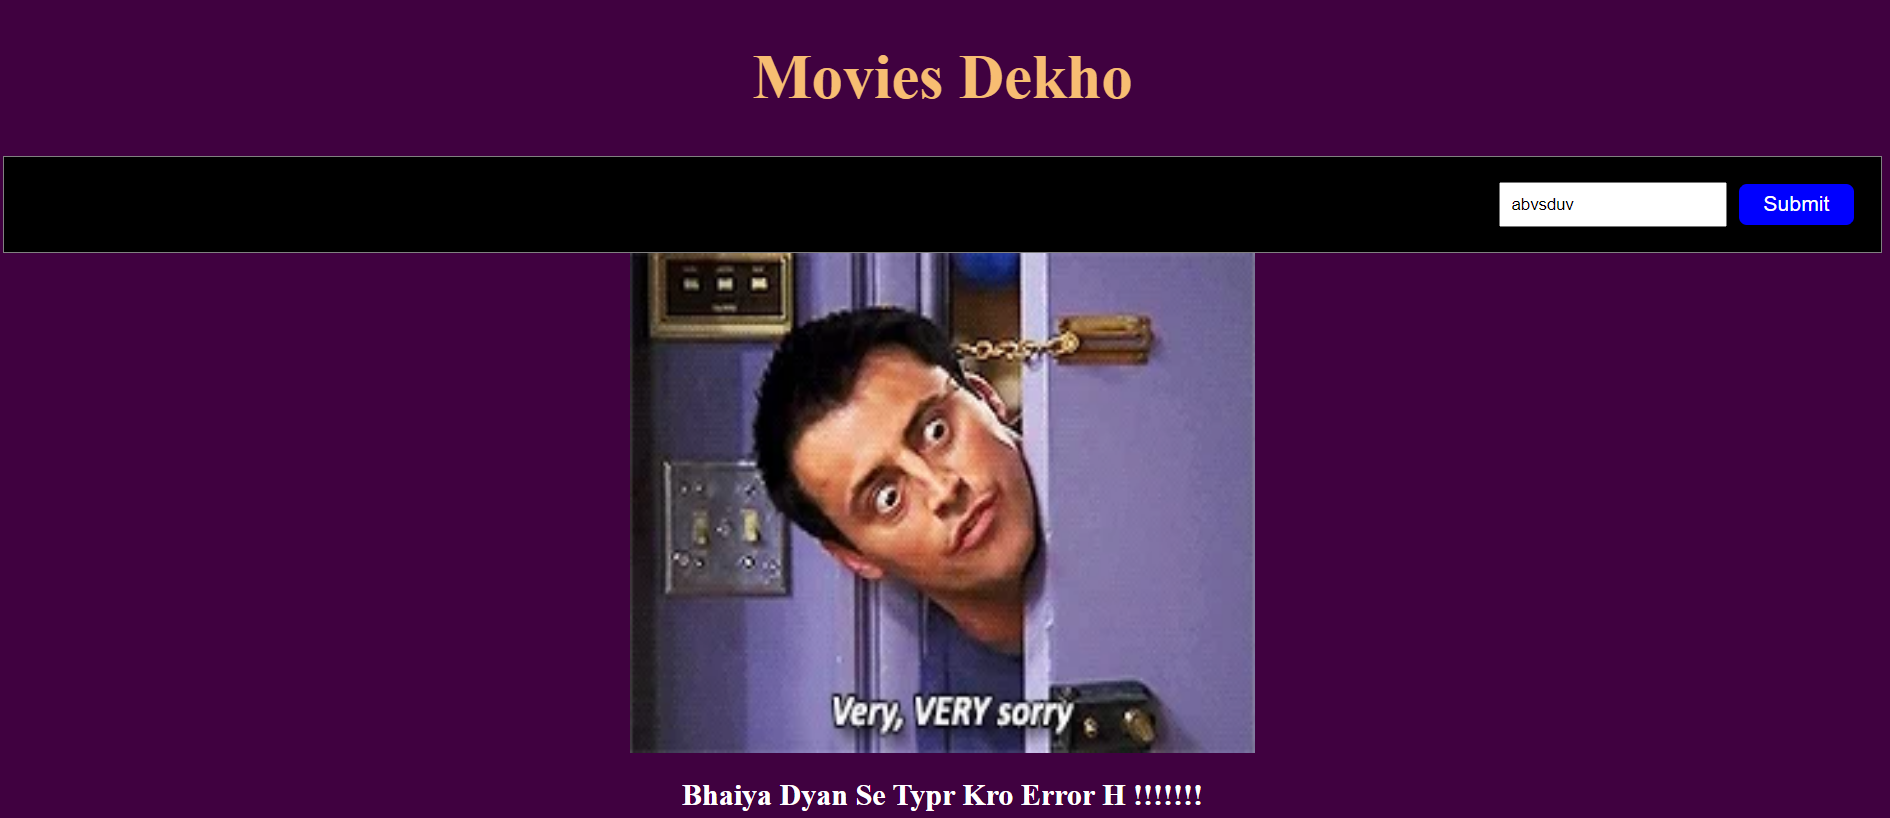 Movies Dekho
abvsduv
Submit
Very, VERY sorry
Bhaiya Dyan Se Typr Kro Error H !!!!!!!